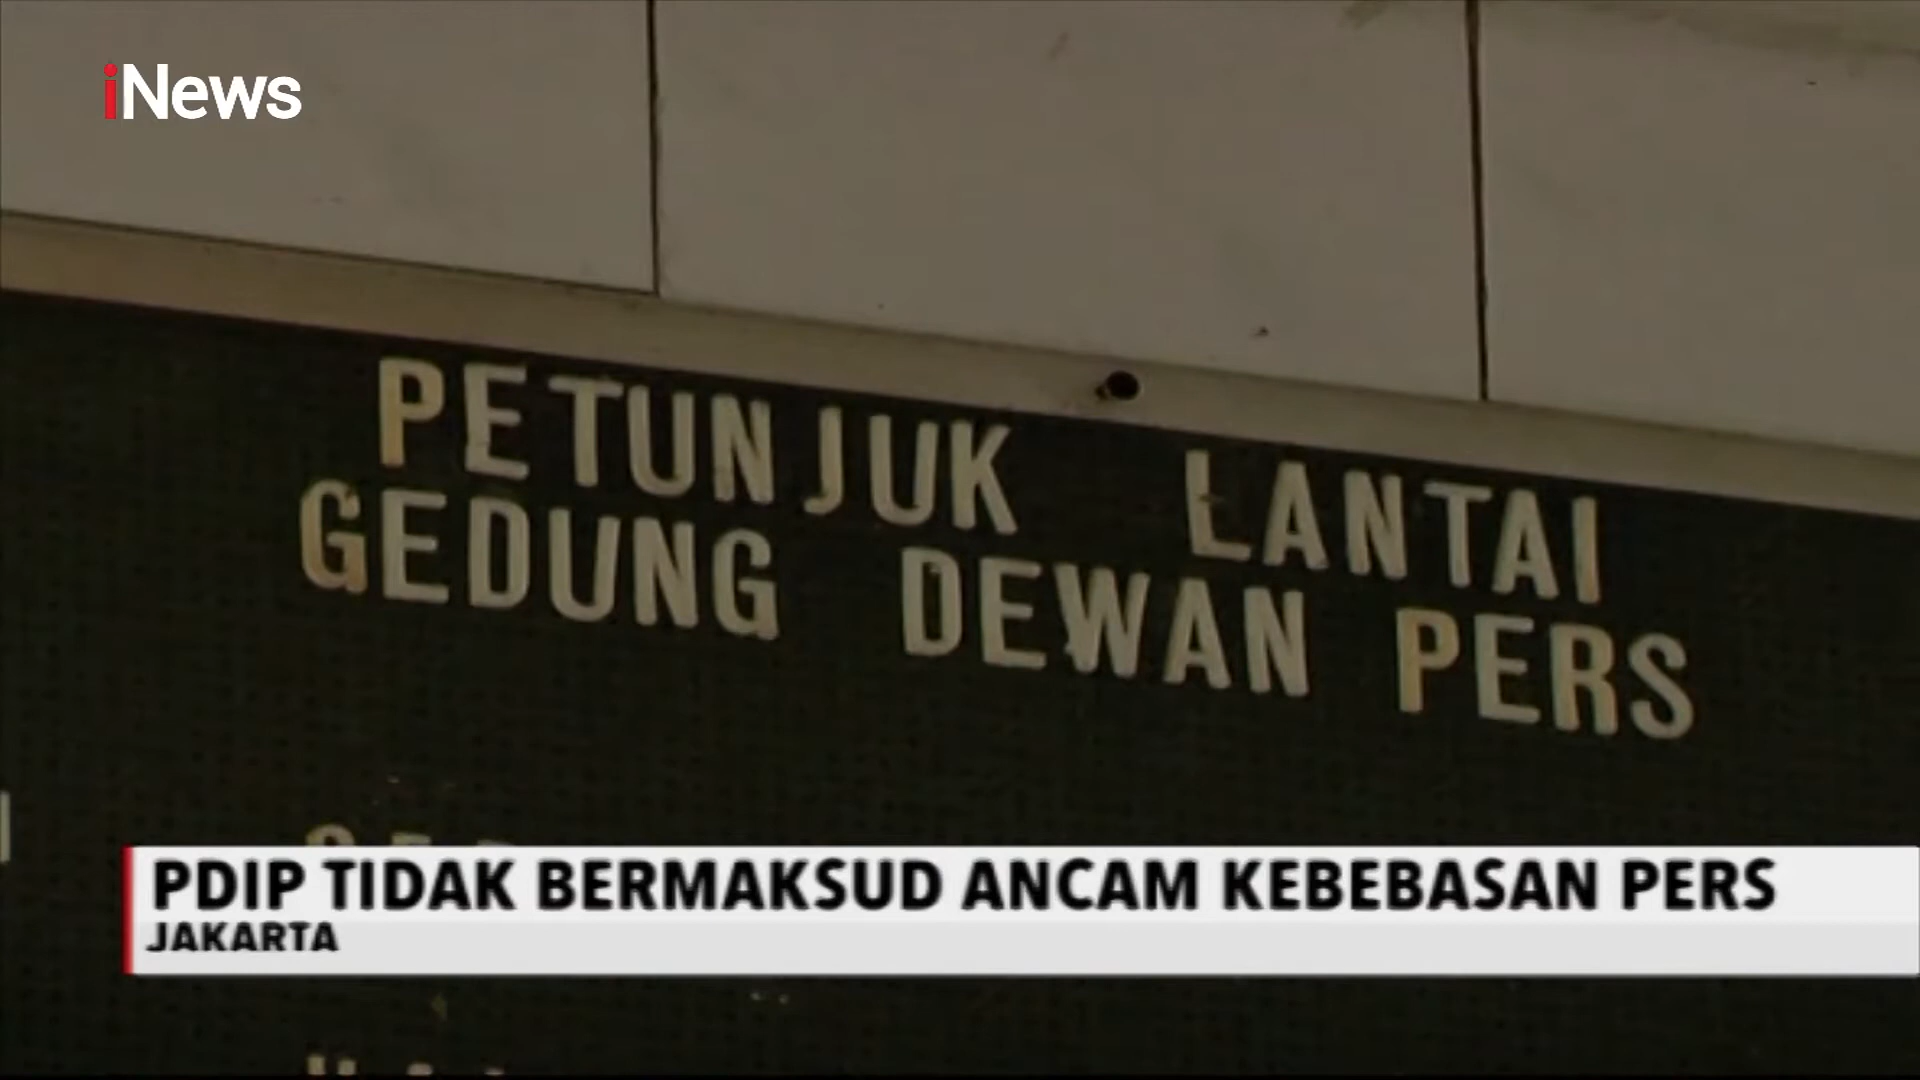 iNews
PETUNJUK LANTAI
GEDUNG DEWAN PERS
PDIP TIDAK BERMAKSUD ANCAM KEBEBASAN PERS
JAKARTA